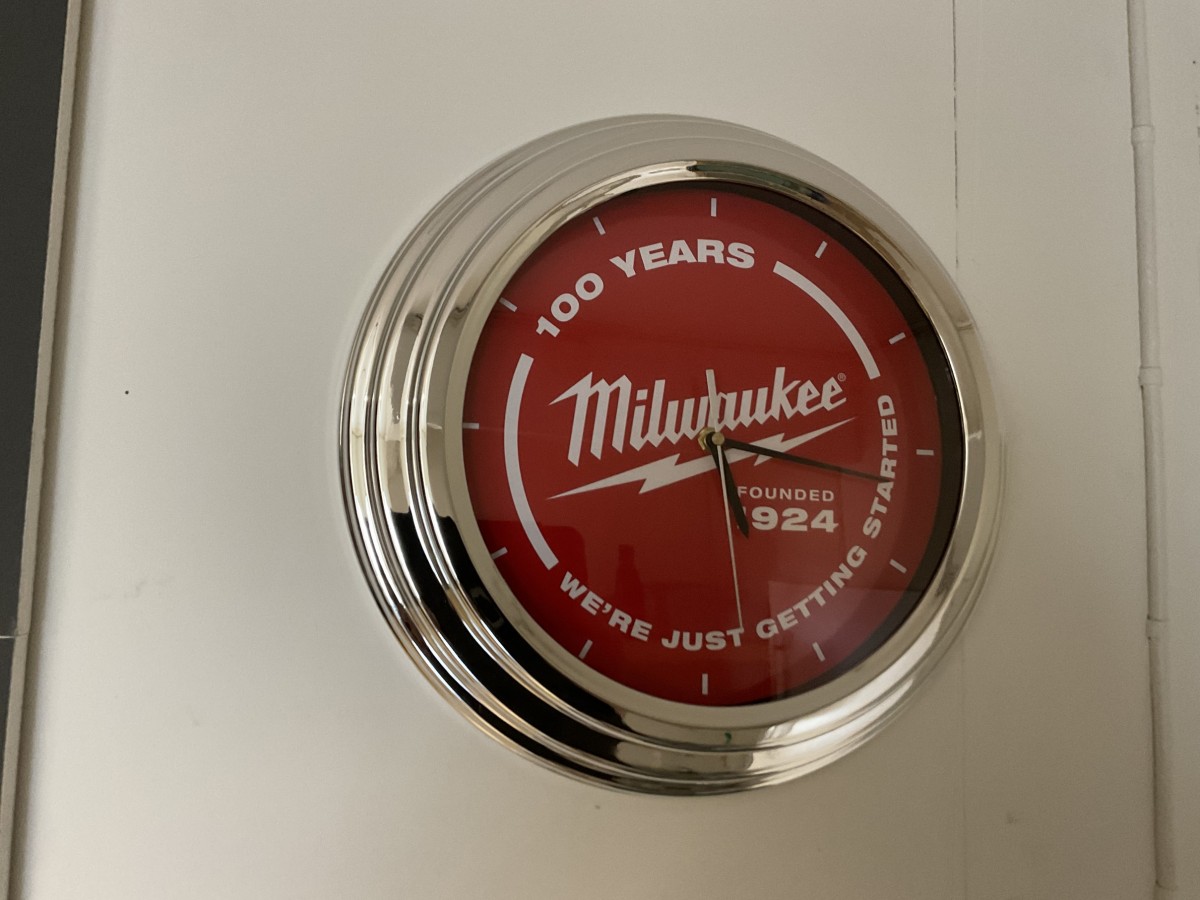 100 YEARS
Milwaukee®
FOUNDED
1924
WE'RE JUST GETTING STARTED